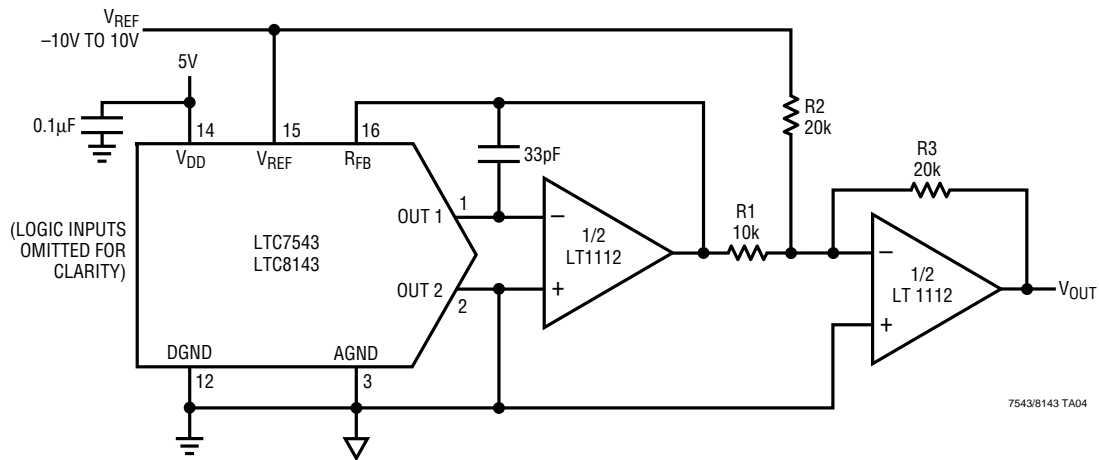 VREF
–10V TO 10V
5V
0.1µF
14
15
16
VDD
VREF
RFB
33pF
R2
20k
R3
20k
(LOGIC INPUTS
OMITTED FOR
CLARITY)
LTC7543
LTC8143
OUT 1
1
–
+
1/2
LT1112
R1
10k
–
+
1/2
LT 1112
VOUT
OUT 2
2
DGND
12
AGND
3
7543/8143 TA04